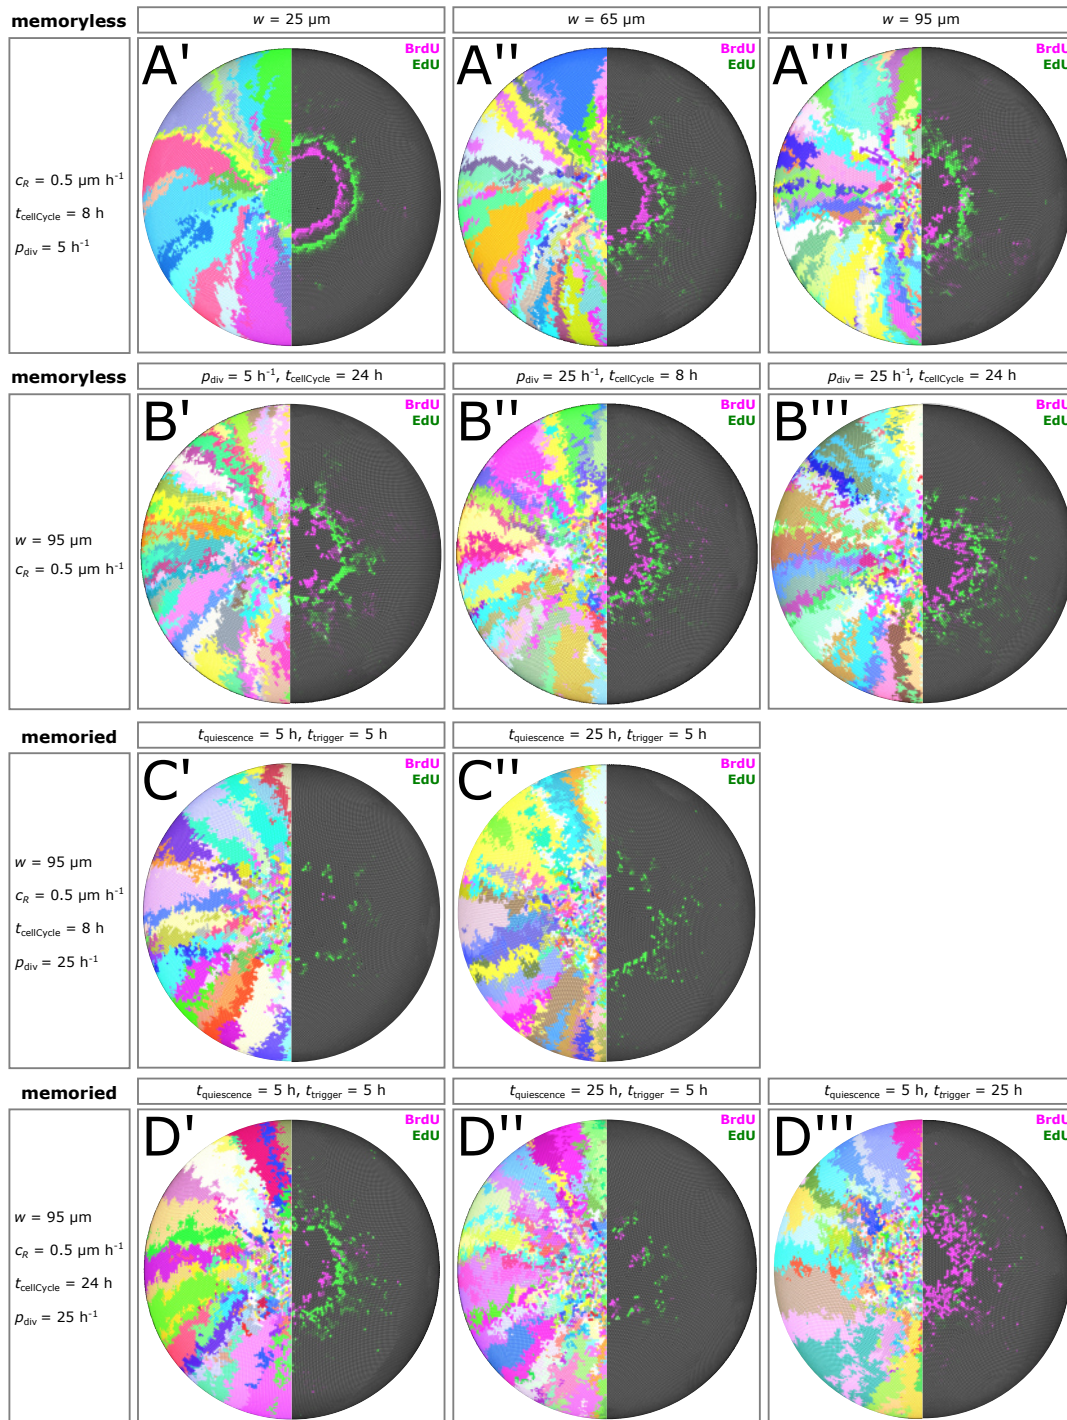 memoryless
w = 25 µm
w = 65 µm
w = 95 µm
c_R = 0.5 µm h⁻¹
t_cellCycle = 8 h
p_div = 5 h⁻¹
A'
BrdU
EdU
A''
BrdU
EdU
A'''
BrdU
EdU
memoryless
p_div = 5 h⁻¹, t_cellCycle = 24 h
p_div = 25 h⁻¹, t_cellCycle = 8 h
p_div = 25 h⁻¹, t_cellCycle = 24 h
w = 95 µm
c_R = 0.5 µm h⁻¹
B'
BrdU
EdU
B''
BrdU
EdU
B'''
BrdU
EdU
memoried
t_quiescence = 5 h, t_trigger = 5 h
t_quiescence = 25 h, t_trigger = 5 h
w = 95 µm
c_R = 0.5 µm h⁻¹
t_cellCycle = 8 h
p_div = 25 h⁻¹
C'
BrdU
EdU
C''
BrdU
EdU
memoried
t_quiescence = 5 h, t_trigger = 5 h
t_quiescence = 25 h, t_trigger = 5 h
t_quiescence = 5 h, t_trigger = 25 h
w = 95 µm
c_R = 0.5 µm h⁻¹
t_cellCycle = 24 h
p_div = 25 h⁻¹
D'
BrdU
EdU
D''
BrdU
EdU
D'''
BrdU
EdU